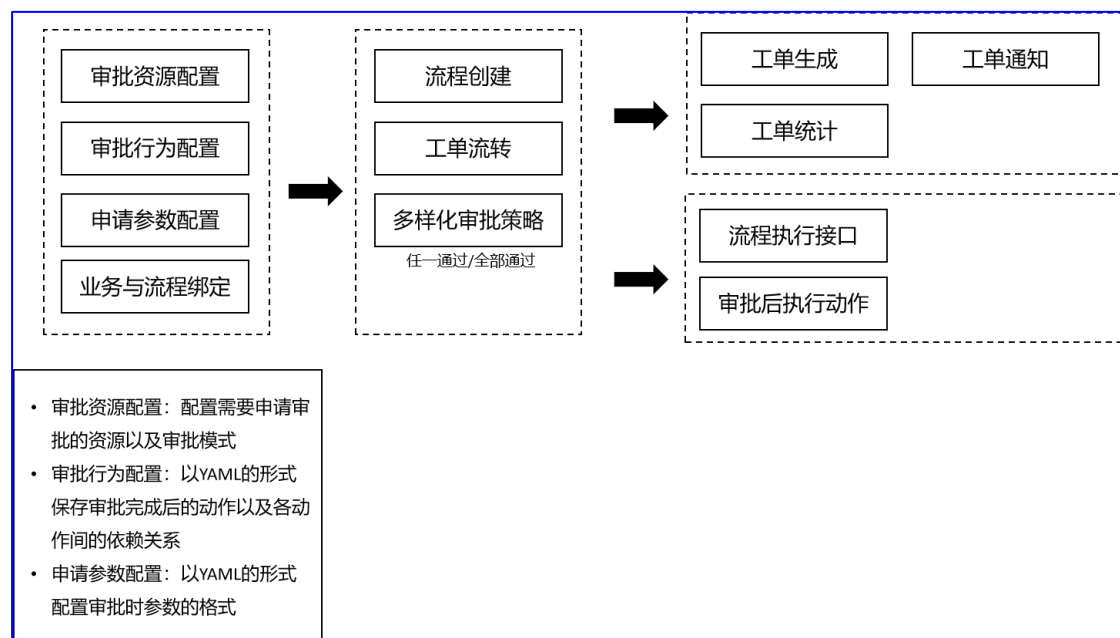 审批资源配置
审批行为配置
申请参数配置
业务与流程绑定
流程创建
工单流转
多样化审批策略
任一通过/全部通过
工单生成
工单通知
工单统计
流程执行接口
审批后执行动作
• 审批资源配置：配置需要申请审
批的资源以及审批模式
• 审批行为配置：以YAML的形式
保存审批完成后的动作以及各动
作间的依赖关系
• 申请参数配置：以YAML的形式
配置审批时参数的格式